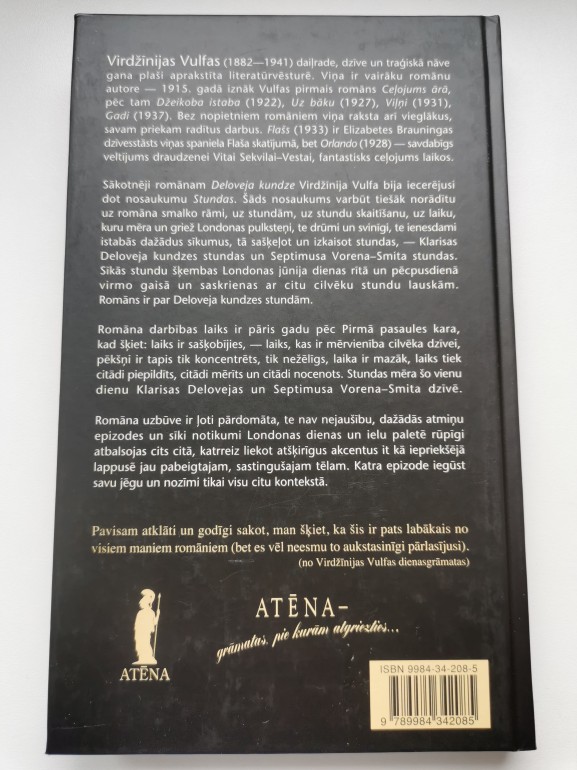 Virdžīnijas Vulfas (1882—1941) daiļrade, dzīve un traģiskā nāve
gana plaši aprakstīta literatūrvēsturē. Viņa ir vairāku romānu
autore — 1915. gadā iznāk Vulfas pirmais romāns Ceļojums ārā,
pēc tam Džeikoba istaba (1922), Uz bāku (1927), Viļņi (1931),
Gadi (1937). Bez nopietniem romāniem viņa raksta arī vieglākus,
savam priekam radītus darbus. Flašs (1933) ir Elizabetes Brauningas
dzīvesstāsts viņas spaniela Flaša skatījumā, bet Orlando (1928) — savdabīgs
veltījums draudzenei Vitai Sekvilai–Vestai, fantastisks ceļojums laikos.
Sākotnēji romānam Deloveja kundze Virdžīnija Vulfa bija iecerējusi
dot nosaukumu Stundas. Šāds nosaukums varbūt tiešāk norādītu
uz romāna smalko rāmi, uz stundām, uz stundu skaitīšanu, uz laiku,
kuru mēra un griež Londonas pulksteņi, te drūmi un svinīgi, te ienesdami
istabās dažādus sīkumus, tā sašķeļot un izkaisot stundas, — Klarisas
Deloveja kundzes stundas un Septimusa Vorena–Smita stundas.
Sīkās stundu šķembas Londonas jūnija dienas rītā un pēcpusdienā
virmo gaisā un saskrienas ar citu cilvēku stundu lauskām.
Romāns ir par Deloveja kundzes stundām.
Romāna darbības laiks ir pāris gadu pēc Pirmā pasaules kara,
kad šķiet: laiks ir sašķobījies, — laiks, kas ir mērvienība cilvēka dzīvei,
pēkšņi ir tapis tik koncentrēts, tik nežēlīgs, laika ir mazāk, laiks tiek
citādi piepildīts, citādi mērīts un citādi nocenots. Stundas mēra šo vienu
dienu Klarisas Delovejas un Septimusa Vorena–Smita dzīvē.
Romāna uzbūve ir ļoti pārdomāta, te nav nejaušību, dažādās atmiņu
epizodes un sīki notikumi Londonas dienas un ielu paletē rūpīgi
atbalsojas cits citā, katrreiz liekot atšķirīgus akcentus it kā iepriekšējā
lappusē jau pabeigtajam, sastingušajam tēlam. Katra epizode iegūst
savu jēgu un nozīmi tikai visu citu kontekstā.
Pavisam atklāti un godīgi sakot, man šķiet, ka šis ir pats labākais no
visiem maniem romāniem (bet es vēl neesmu to aukstasinīgi pārlasījusi).
(no Virdžīnijas Vulfas dienasgrāmatas)
ATĒNA–
grāmatas, pie kurām atgriezties...
ATĒNA
ISBN 9984-34-208-5
9 789984 342085